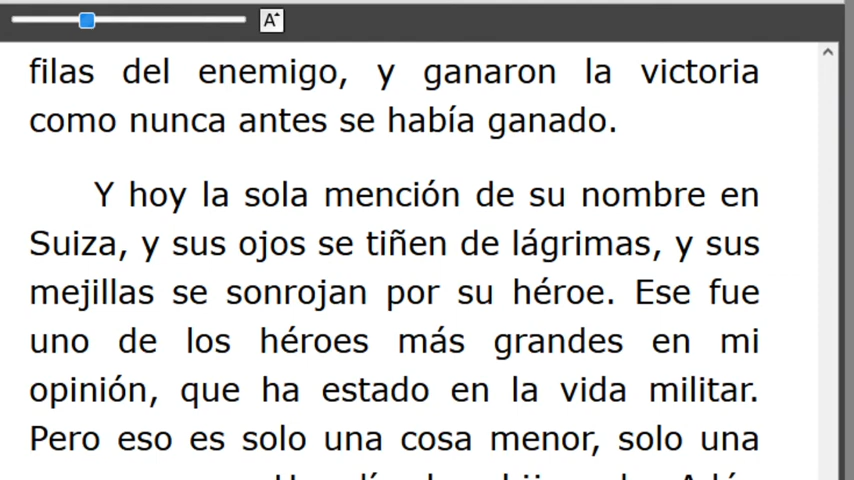 A
filas del enemigo, y ganaron la victoria
como nunca antes se había ganado.
Y hoy la sola mención de su nombre en
Suiza, y sus ojos se tiñen de lágrimas, y sus
mejillas se sonrojan por su héroe. Ese fue
uno de los héroes más grandes en mi
opinión, que ha estado en la vida militar.
Pero eso es solo una cosa menor, solo una